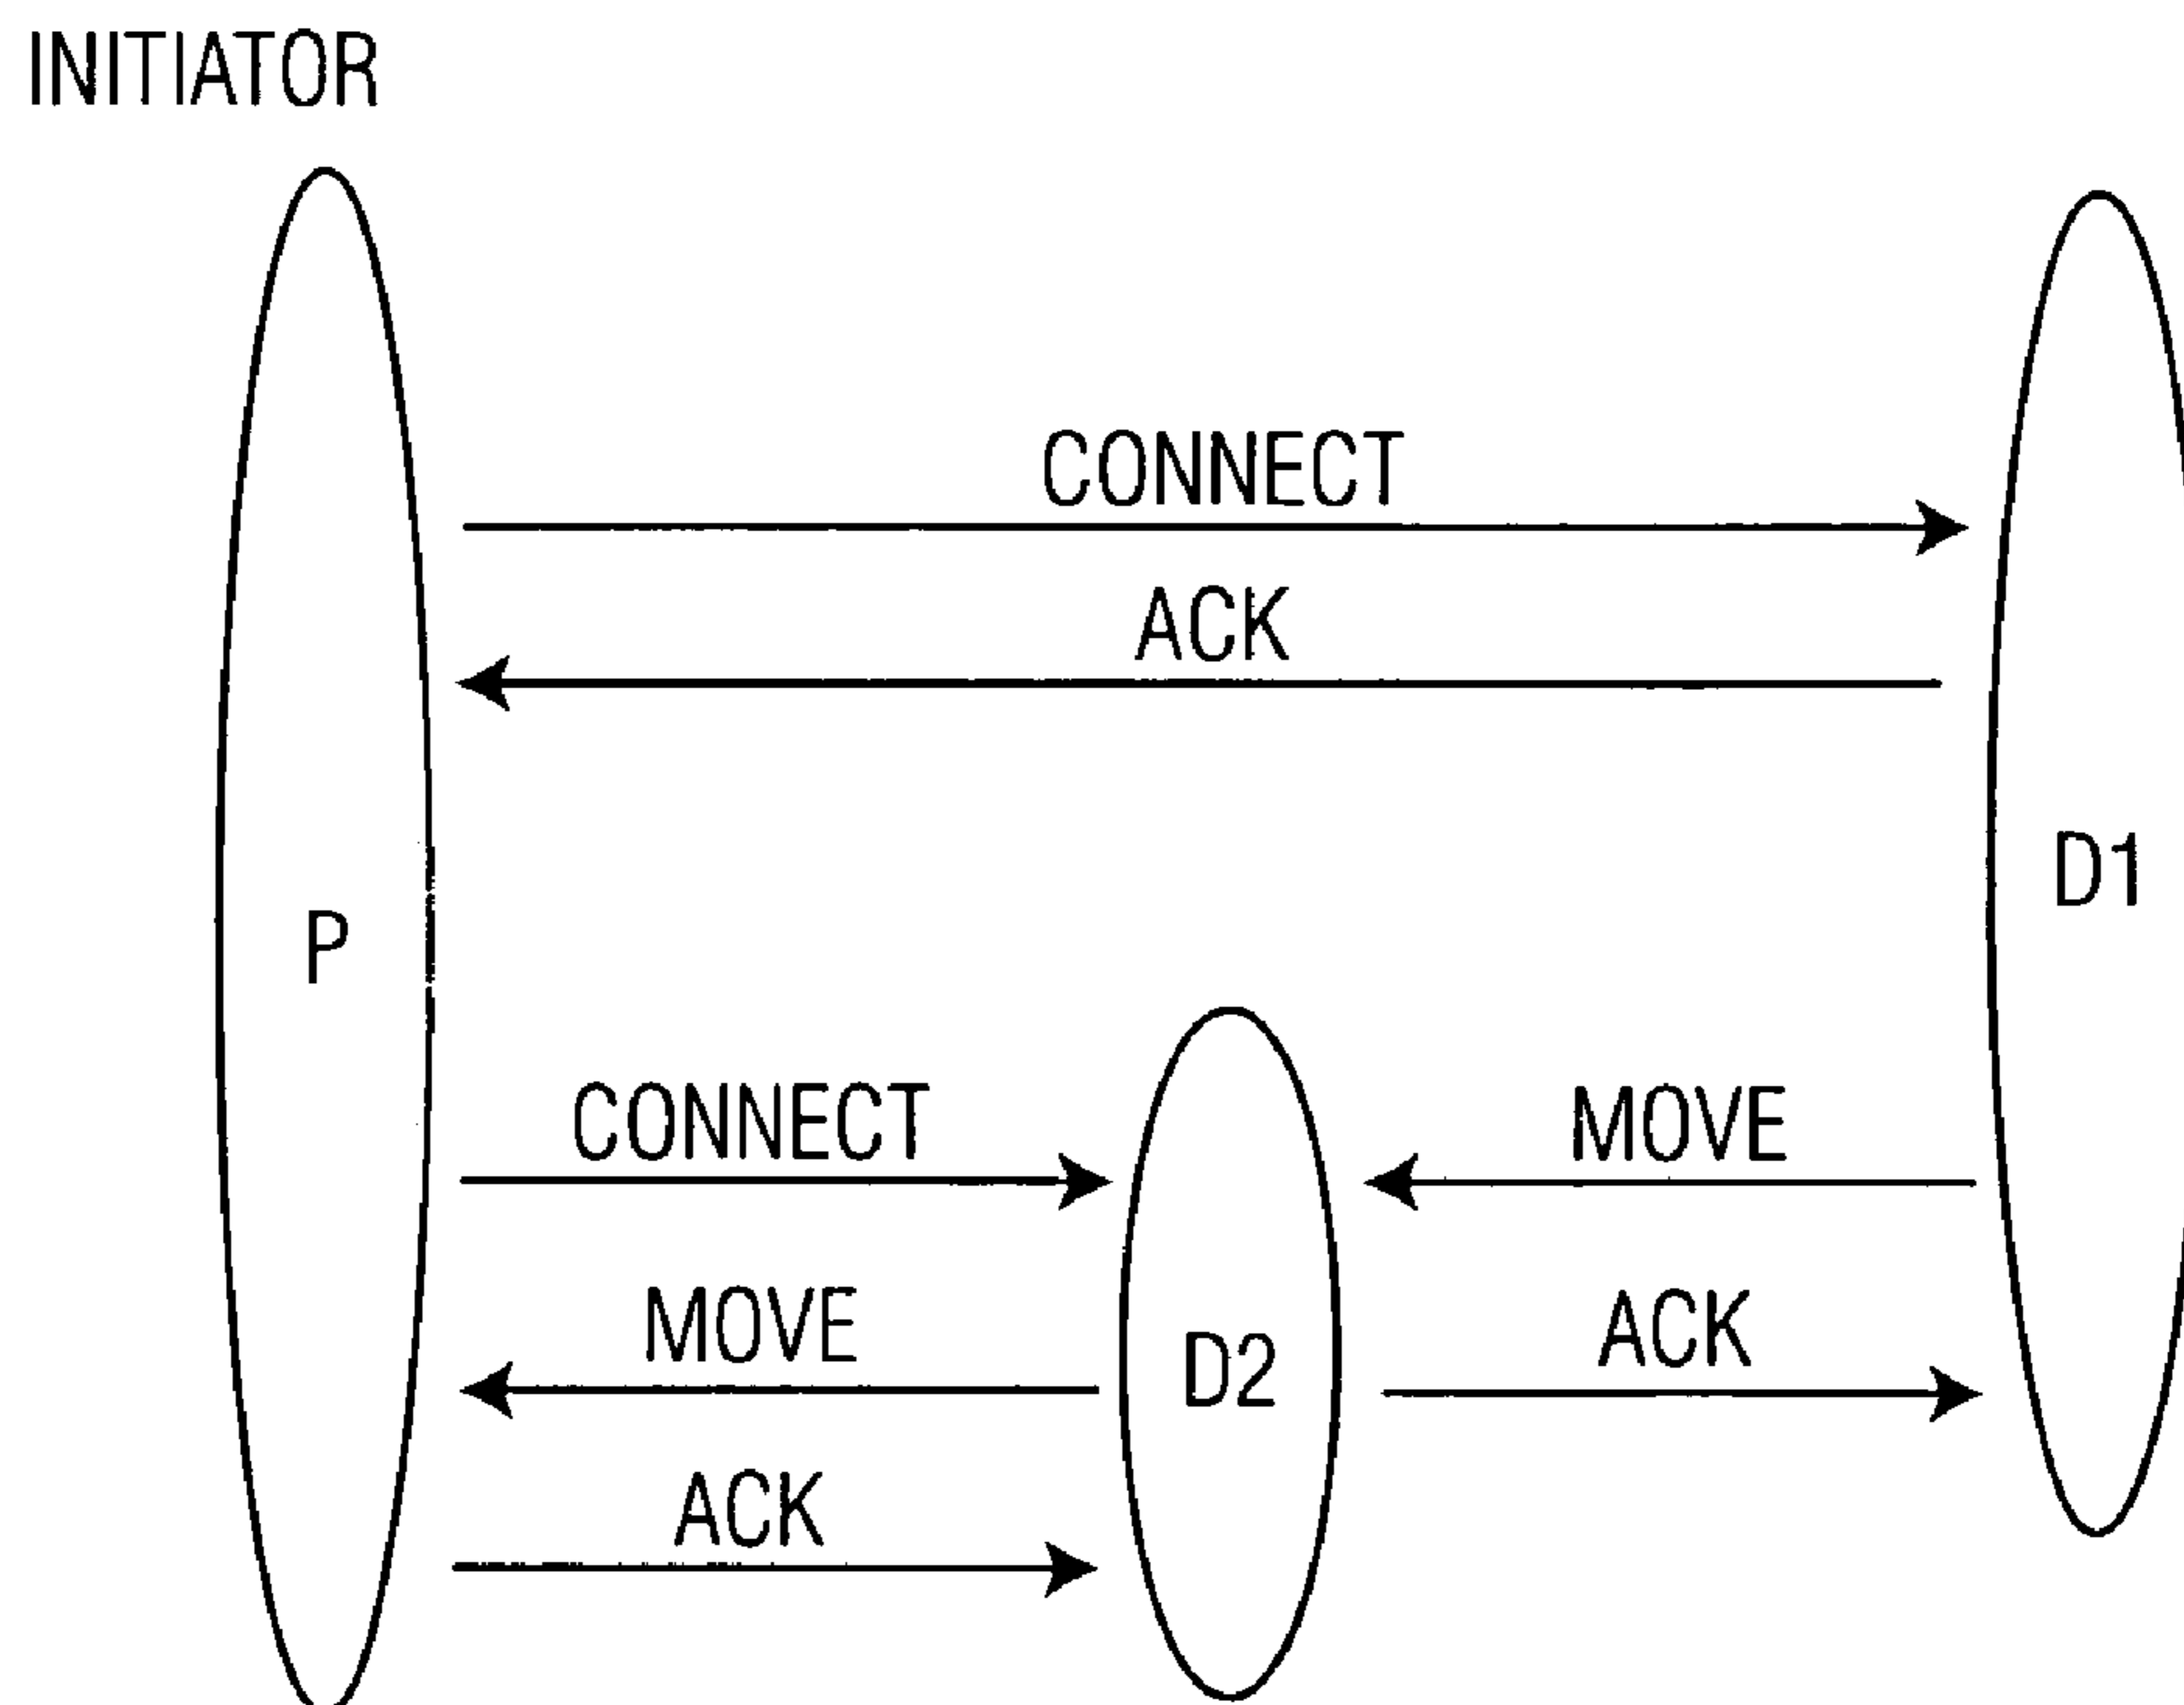 INITIATOR
CONNECT
ACK
D1
P
CONNECT
MOVE
MOVE
ACK
D2
ACK